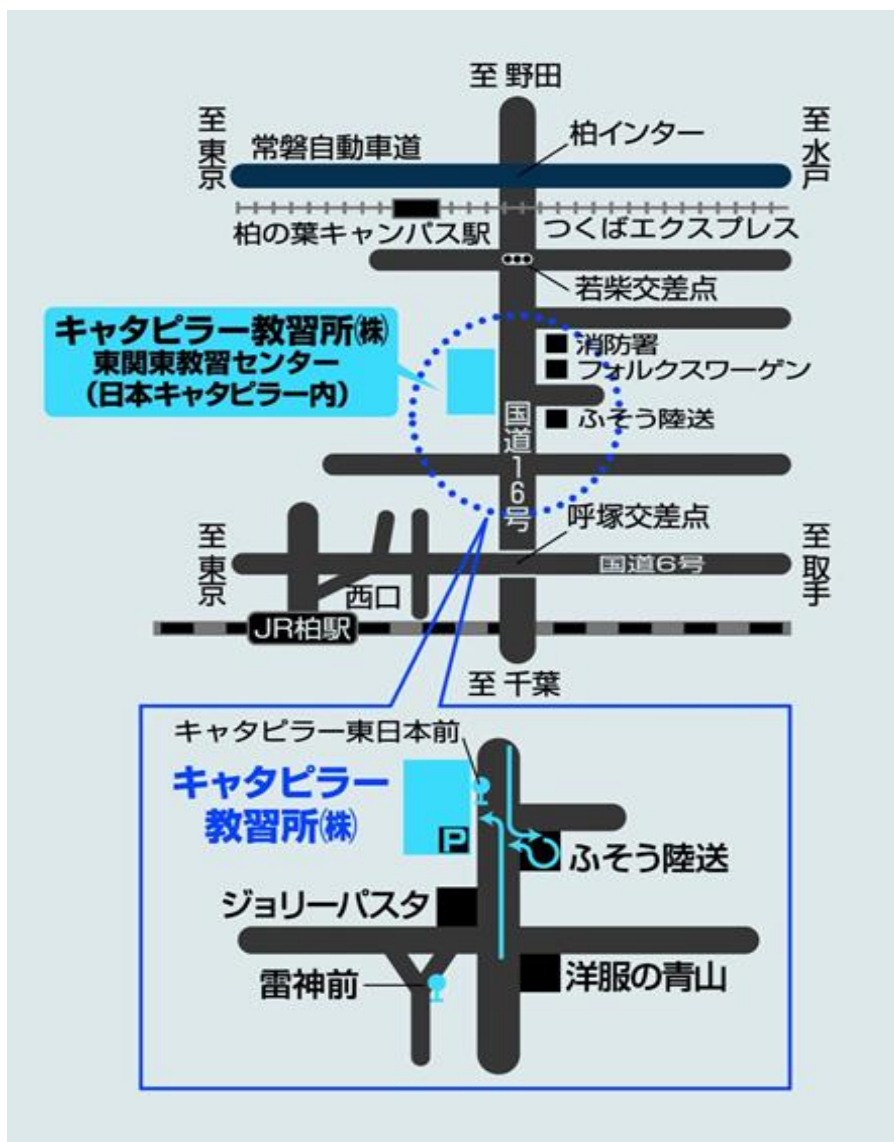 至 野田
至東京
常磐自動車道
柏インター
至水戸
柏の葉キャンパス駅
つくばエクスプレス
若柴交差点
キャタピラー教習所㈱
東関東教習センター
(日本キャタピラー内)
消防署
フォルクスワーゲン
ふそう陸送
国道16号
呼塚交差点
至東京
国道6号
至取手
西口
JR柏駅
至 千葉
キャタピラー東日本前
キャタピラー
教習所㈱
P
ふそう陸送
ジョリーパスタ
雷神前
洋服の青山